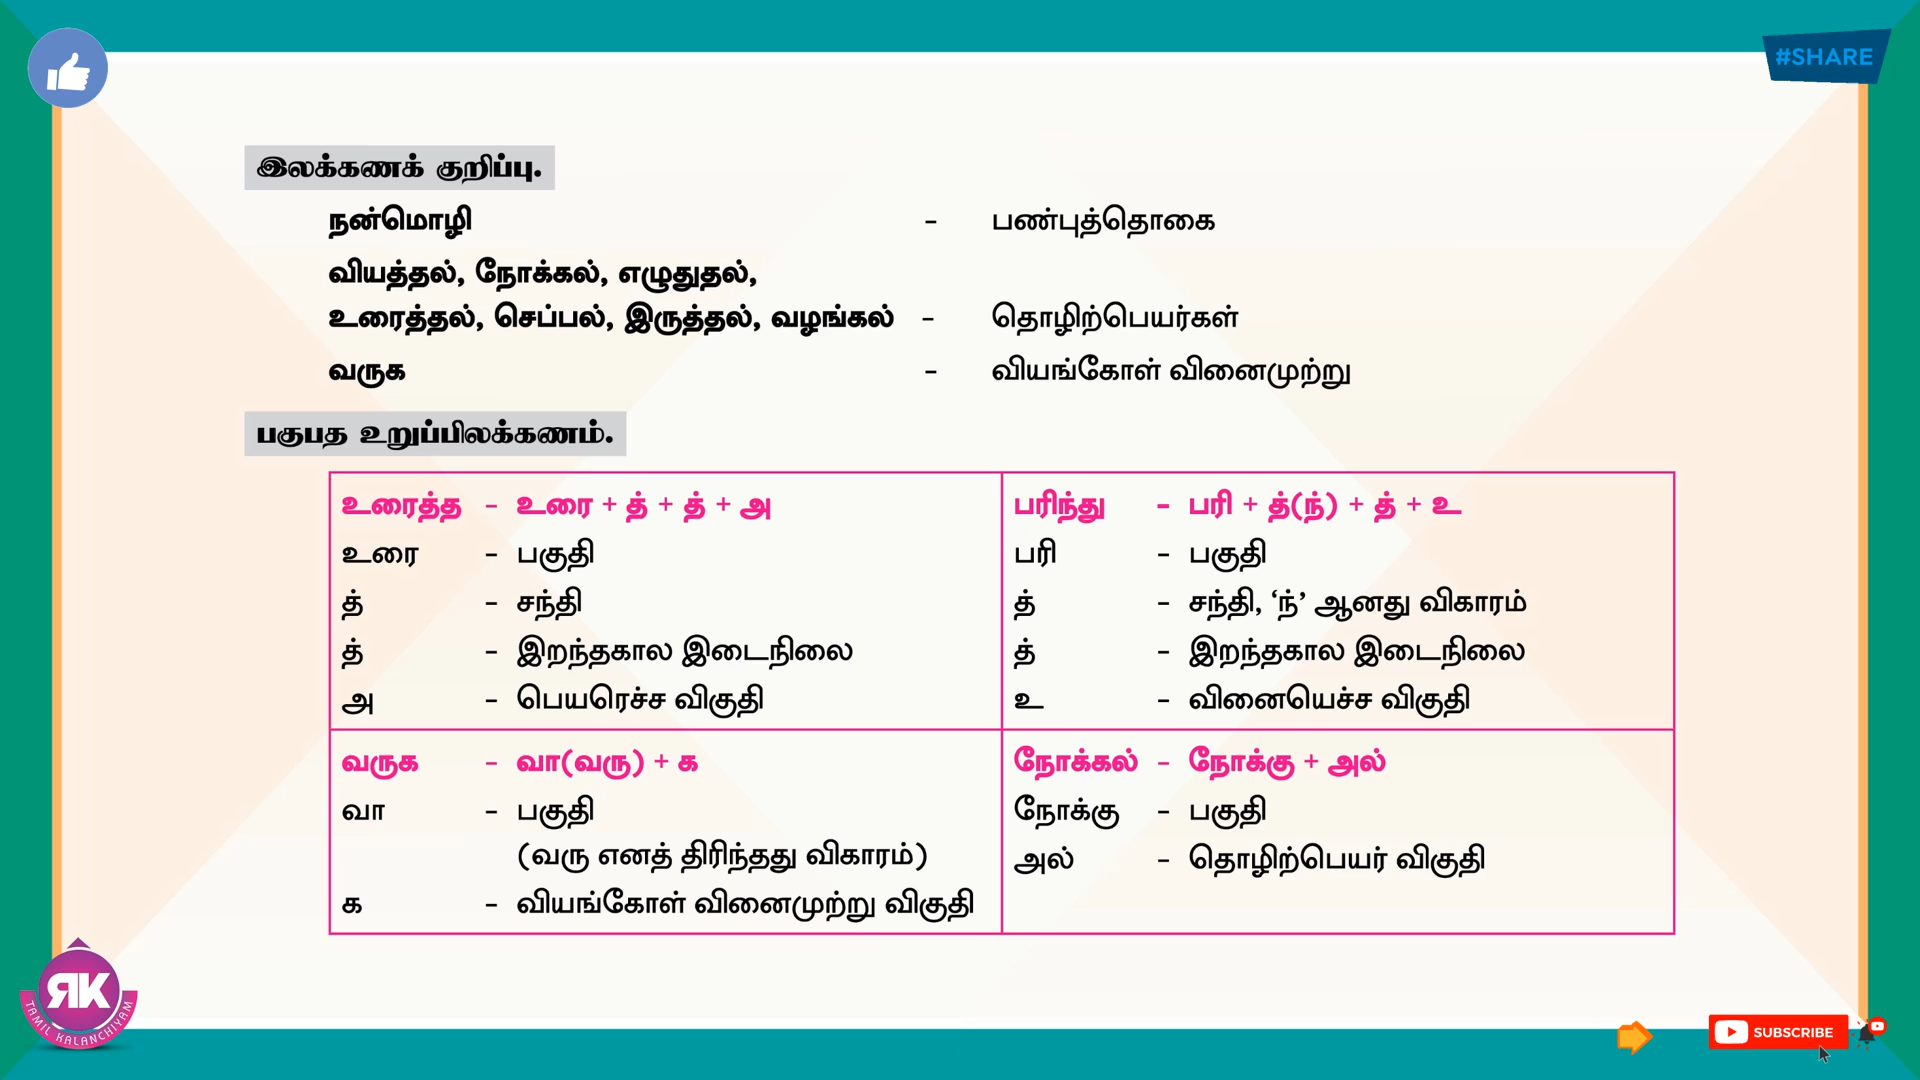 #SHARE
இலக்கணக் குறிப்பு.
நன்மொழி - பண்புத்தொகை
வியத்தல், நோக்கல், எழுதுதல்,
உரைத்தல், செப்பல், இருத்தல், வழங்கல் - தொழிற்பெயர்கள்
வருக - வியங்கோள் வினைமுற்று
பகுபத உறுப்பிலக்கணம்.
உரைத்த - உரை + த் + த் + அ
உரை - பகுதி
த் - சந்தி
த் - இறந்தகால இடைநிலை
அ - பெயரெச்ச விகுதி
பரிந்து - பரி + த்(ந்) + த் + உ
பரி - பகுதி
த் - சந்தி, ‘ந்’ ஆனது விகாரம்
த் - இறந்தகால இடைநிலை
உ - வினையெச்ச விகுதி
வருக - வா(வரு) + க
வா - பகுதி
(வரு எனத் திரிந்தது விகாரம்)
க - வியங்கோள் வினைமுற்று விகுதி
நோக்கல் - நோக்கு + அல்
நோக்கு - பகுதி
அல் - தொழிற்பெயர் விகுதி
RK
TAMIL KALANCHIYAM
SUBSCRIBE